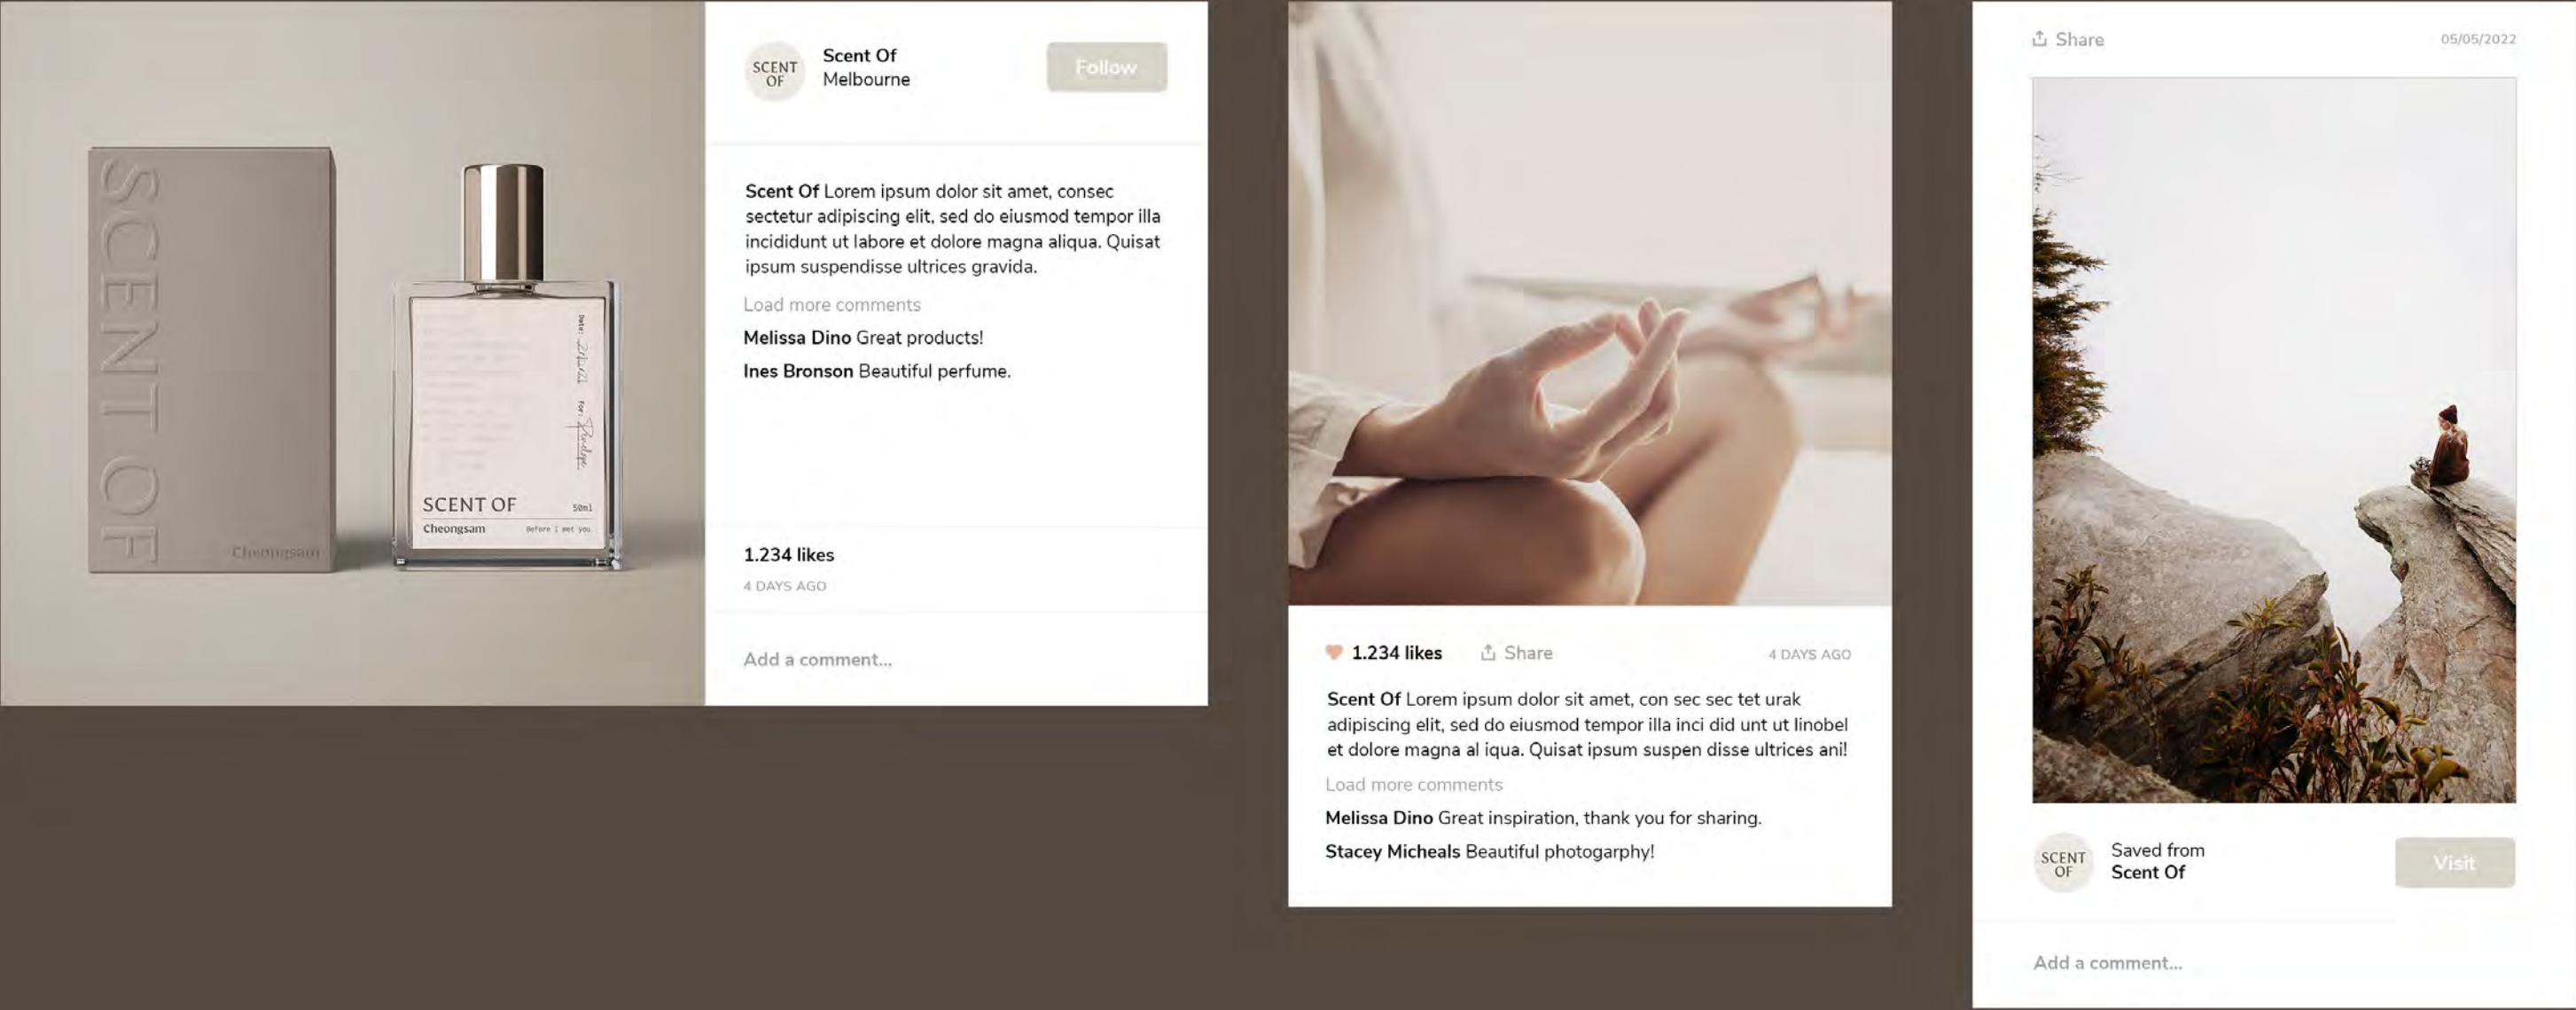 SCENT OF
Cheongsam
Date:
For:
SCENT OF
50ml
Cheongsam
Before I met you
SCENT
OF
Scent Of
Melbourne
Follow
Scent Of Lorem ipsum dolor sit amet, consec
sectetur adipiscing elit, sed do eiusmod tempor illa
incididunt ut labore et dolore magna aliqua. Quisat
ipsum suspendisse ultrices gravida.
Load more comments
Melissa Dino Great products!
Ines Bronson Beautiful perfume.
1.234 likes
4 DAYS AGO
Add a comment...
1.234 likes
Share
4 DAYS AGO
Scent Of Lorem ipsum dolor sit amet, con sec sec tet urak
adipiscing elit, sed do eiusmod tempor illa inci did unt ut linobel
et dolore magna al iqua. Quisat ipsum suspen disse ultrices ani!
Load more comments
Melissa Dino Great inspiration, thank you for sharing.
Stacey Micheals Beautiful photogarphy!
Share
05/05/2022
SCENT
OF
Saved from
Scent Of
Visit
Add a comment...